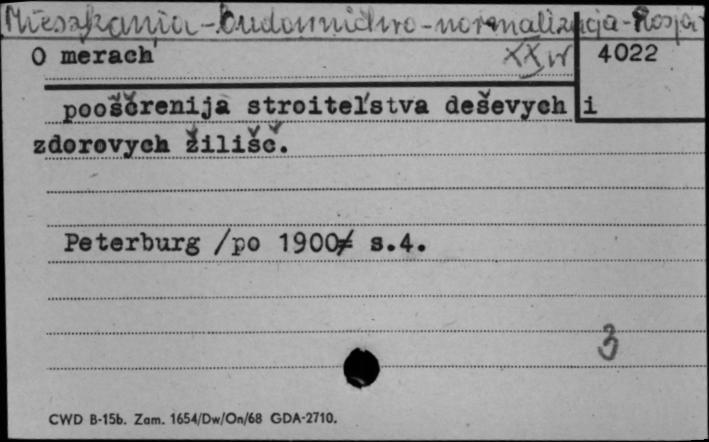 Mieszkania - budownictwo - normalizacja - Rosja
O merach XX w 4022
pooščrenija stroitel'stva deševych i
zdorovych žilišč.
Peterburg /po 1900/ s.4.
3
CWD B-15b. Zam. 1654/Dw/On/68 GDA-2710.